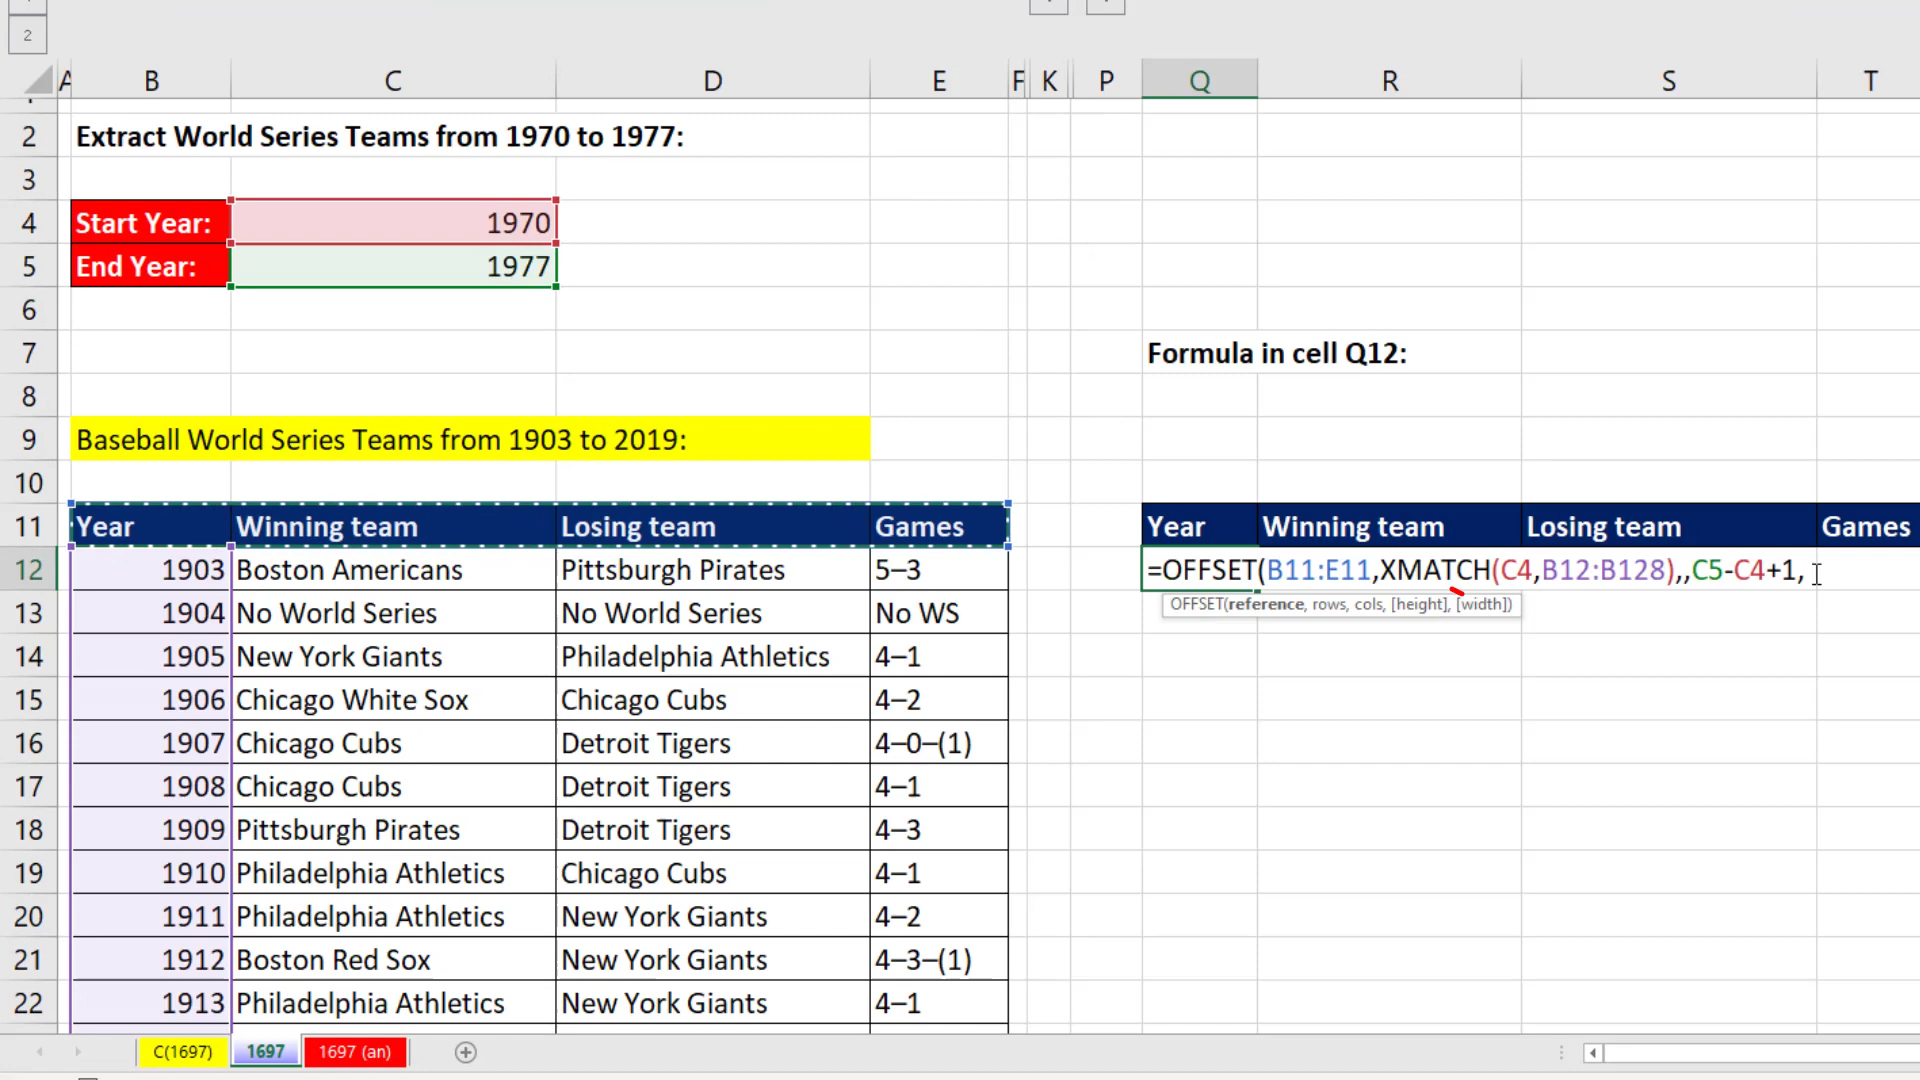 2
A B C D E F K P Q R S T
2 Extract World Series Teams from 1970 to 1977:
3
4 Start Year: 1970
5 End Year: 1977
6
7 Formula in cell Q12:
8
9 Baseball World Series Teams from 1903 to 2019:
10
11 Year Winning team Losing team Games Year Winning team Losing team Games
12 1903 Boston Americans Pittsburgh Pirates 5–3 =OFFSET(B11:E11,XMATCH(C4,B12:B128),,C5-C4+1,
OFFSET(reference, rows, cols, [height], [width])
13 1904 No World Series No World Series No WS
14 1905 New York Giants Philadelphia Athletics 4–1
15 1906 Chicago White Sox Chicago Cubs 4–2
16 1907 Chicago Cubs Detroit Tigers 4–0–(1)
17 1908 Chicago Cubs Detroit Tigers 4–1
18 1909 Pittsburgh Pirates Detroit Tigers 4–3
19 1910 Philadelphia Athletics Chicago Cubs 4–1
20 1911 Philadelphia Athletics New York Giants 4–2
21 1912 Boston Red Sox New York Giants 4–3–(1)
22 1913 Philadelphia Athletics New York Giants 4–1
C(1697) 1697 1697 (an)